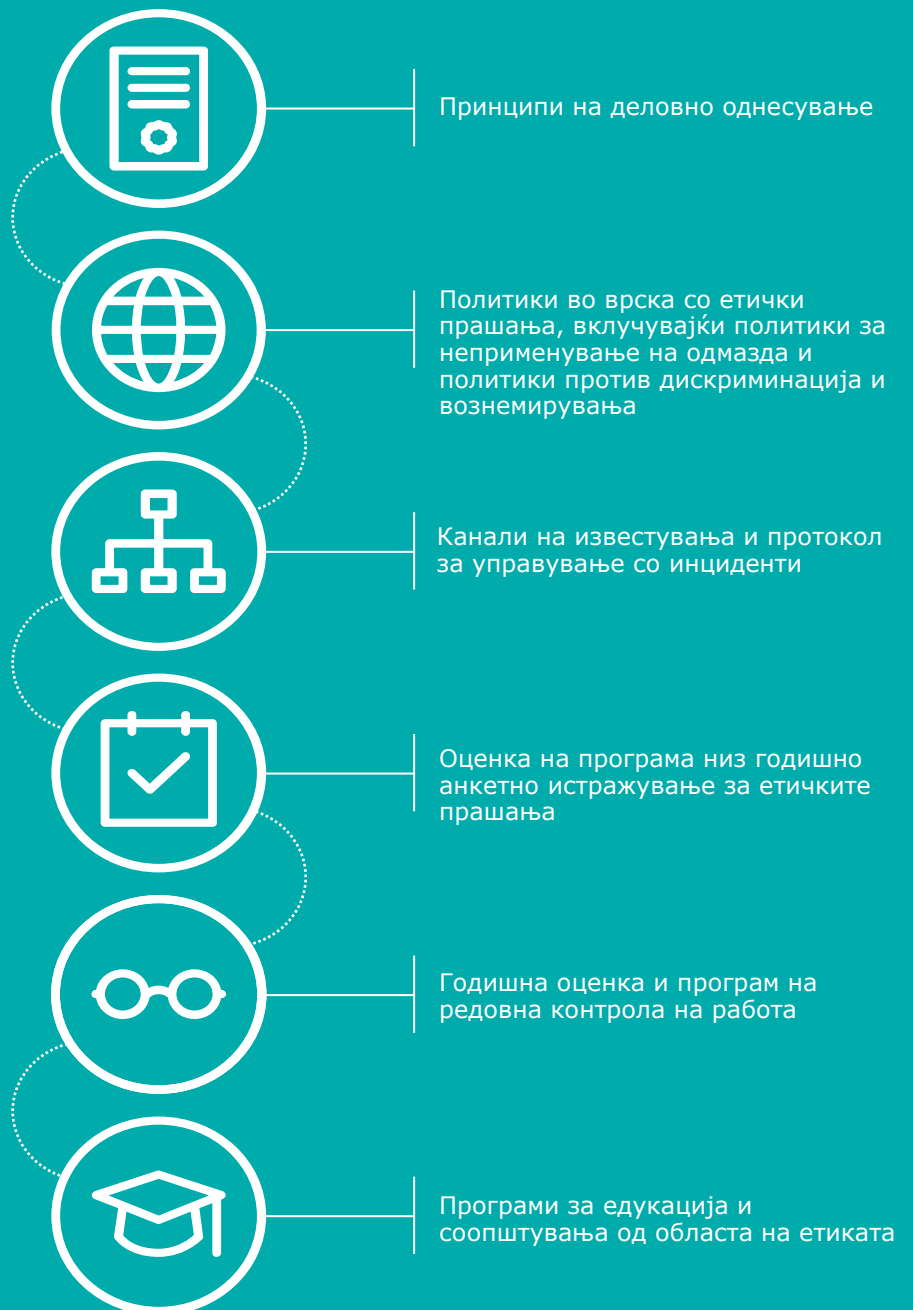 Принципи на деловно однесување
Политики во врска со етички
прашања, вклучувајќи политики за
неприменување на одмазда и
политики против дискриминација и
вознемирувања
Канали на известувања и протокол
за управување со инциденти
Оценка на програма низ годишно
анкетно истражување за етичките
прашања
Годишна оценка и програм на
редовна контрола на работа
Програми за едукација и
соопштувања од областа на етиката